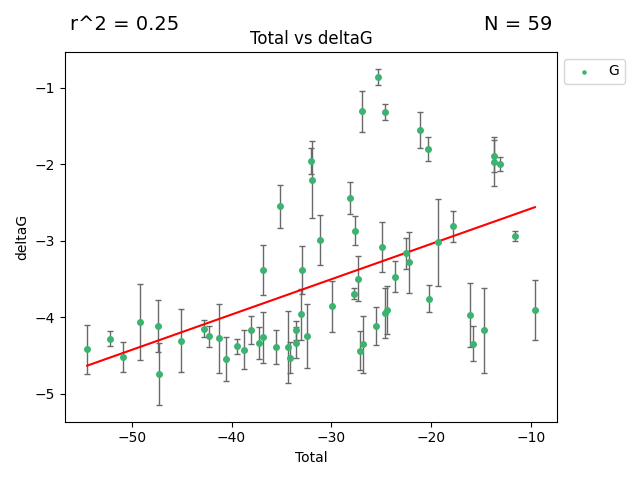 r^2 = 0.25
N = 59
Total vs deltaG
G
deltaG
−1
−2
−3
−4
−5
−50
−40
−30
−20
−10
Total